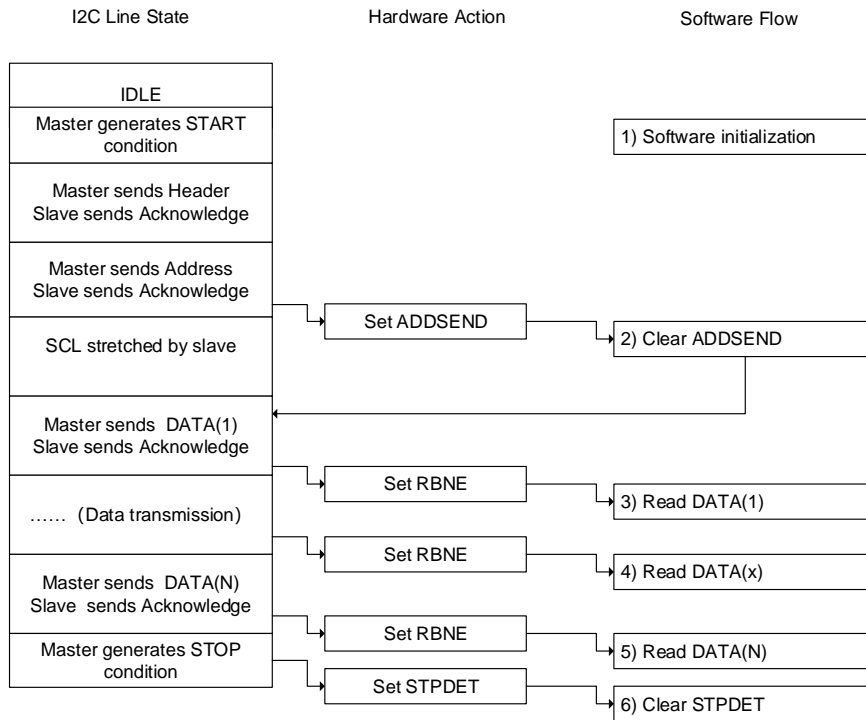 I2C Line State
Hardware Action
Software Flow
IDLE
Master generates START
condition
1) Software initialization
Master sends Header
Slave sends Acknowledge
Master sends Address
Slave sends Acknowledge
Set ADDSEND
2) Clear ADDSEND
SCL stretched by slave
Master sends DATA(1)
Slave sends Acknowledge
Set RBNE
3) Read DATA(1)
…… (Data transmission)
Set RBNE
4) Read DATA(x)
Master sends DATA(N)
Slave sends Acknowledge
Set RBNE
5) Read DATA(N)
Master generates STOP
condition
Set STPDET
6) Clear STPDET